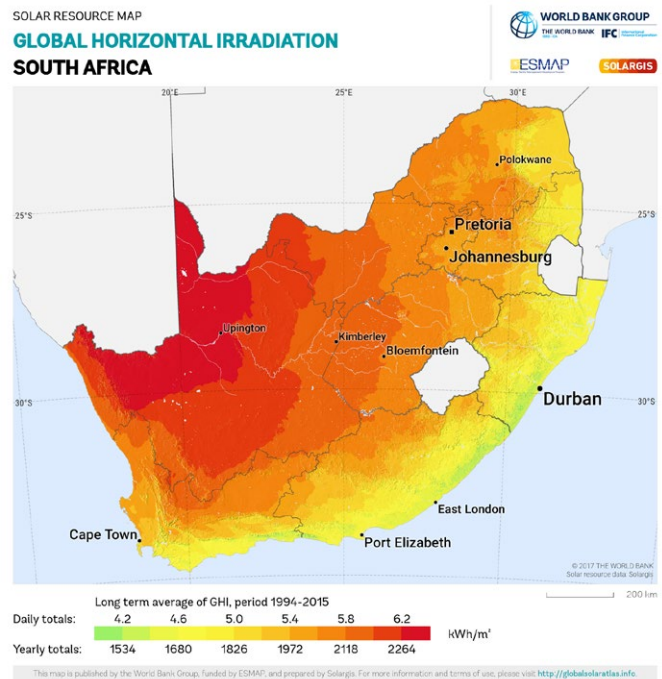 SOLAR RESOURCE MAP
GLOBAL HORIZONTAL IRRADIATION
SOUTH AFRICA
WORLD BANK GROUP
THE WORLD BANK
IFC
ESMAP
SOLARGIS
20°E
25°E
30°E
Polokwane
25°S
25°S
Pretoria
Johannesburg
Upington
Kimberley
Bloemfontein
30°S
30°S
Durban
East London
Cape Town
Port Elizabeth
© 2017 THE WORLD BANK
Solar resource data: Solargis
200 km
Long term average of GHI, period 1994-2015
Daily totals: 4.2 4.6 5.0 5.4 5.8 6.2
kWh/m²
Yearly totals: 1534 1680 1826 1972 2118 2264
This map is published by the World Bank Group, funded by ESMAP, and prepared by Solargis. For more information and terms of use, please visit http://globalsolaratlas.info.